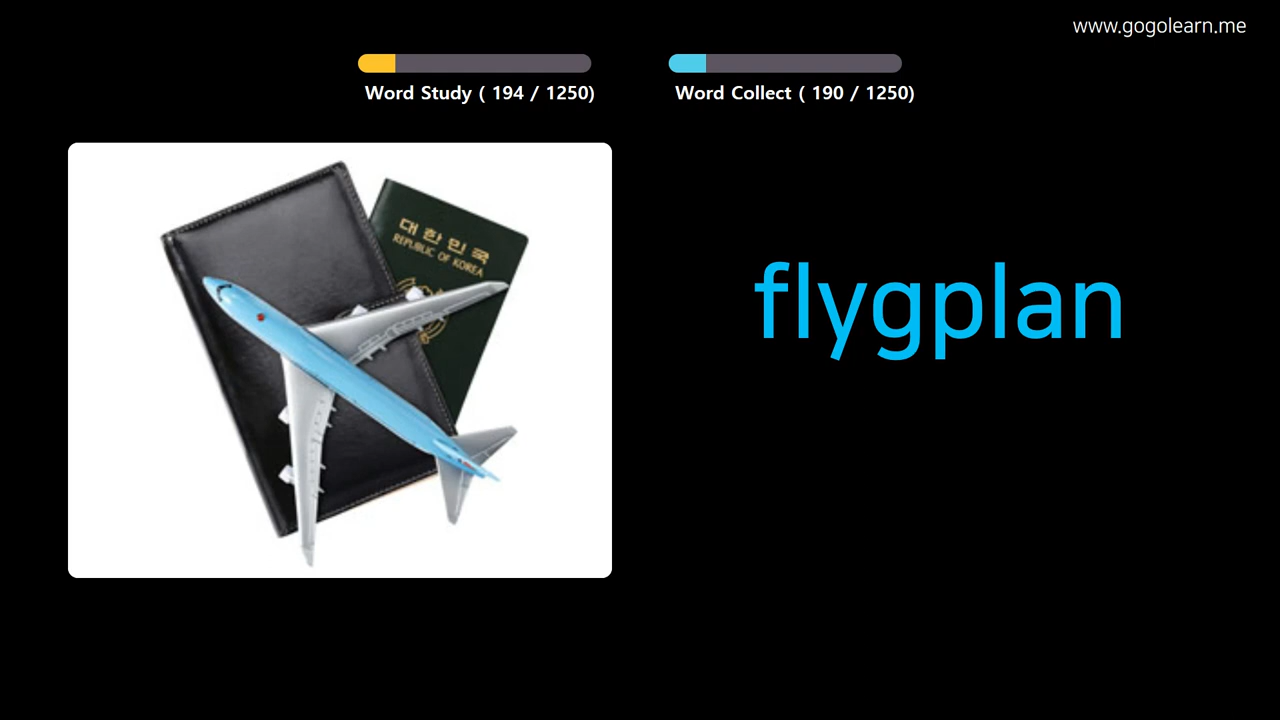 www.gogolearn.me
Word Study ( 194 / 1250)
Word Collect ( 190 / 1250)
대한민국
REPUBLIC OF KOREA
flygplan